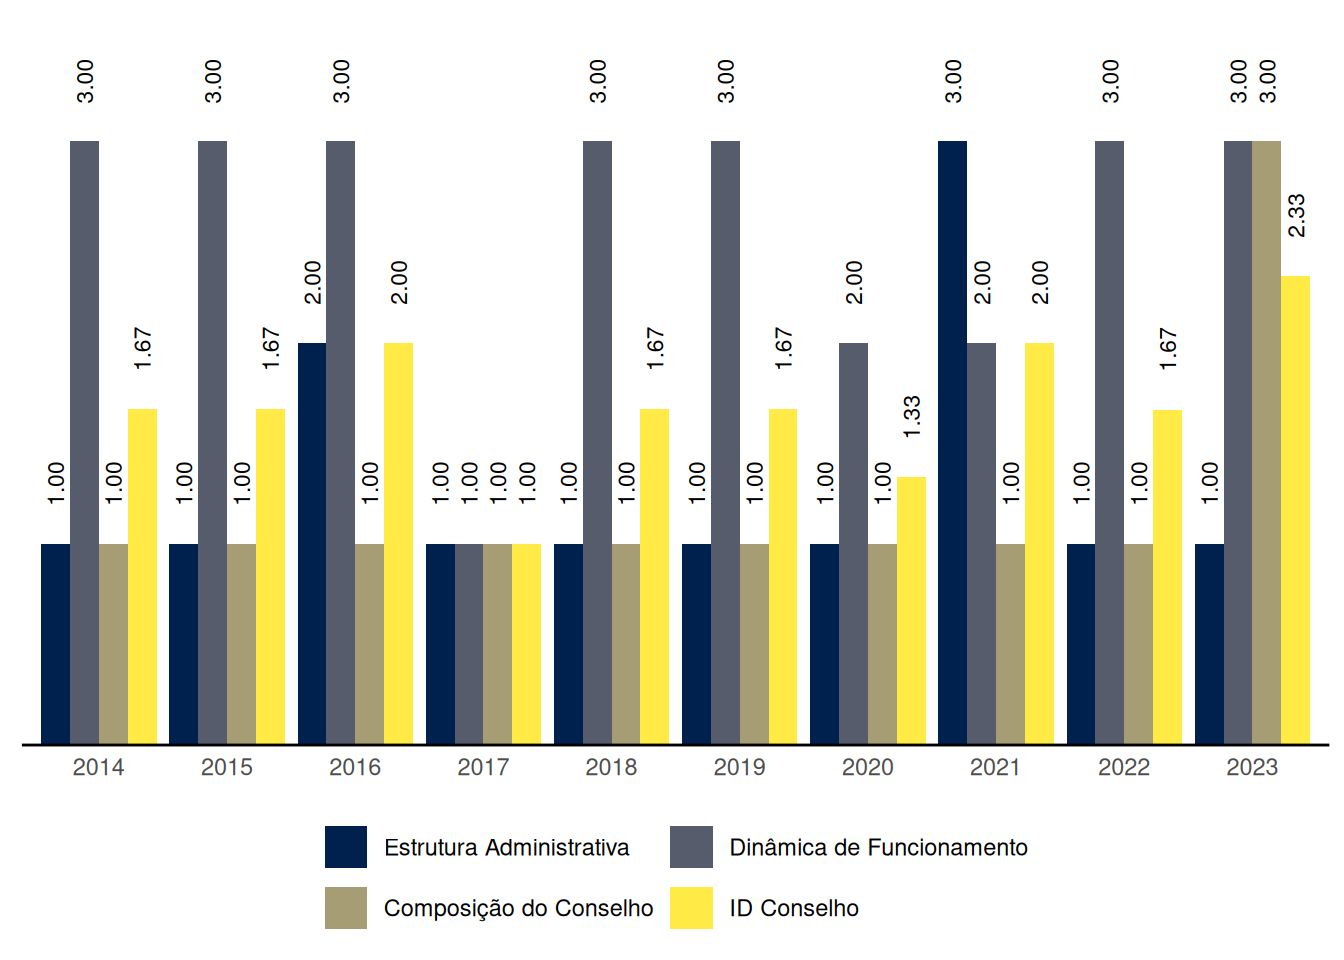 3.00 3.00 3.00 3.00 3.00 3.00 3.00 3.00 3.00
2.33
2.00 2.00 2.00 2.00 2.00
1.67 1.67 1.67 1.67 1.67
1.33
1.00 1.00 1.00 1.00 1.00 1.00 1.00 1.00 1.00 1.00 1.00 1.00 1.00 1.00 1.00 1.00 1.00 1.00 1.00 1.00
2014 2015 2016 2017 2018 2019 2020 2021 2022 2023
Estrutura Administrativa Dinâmica de Funcionamento
Composição do Conselho ID Conselho